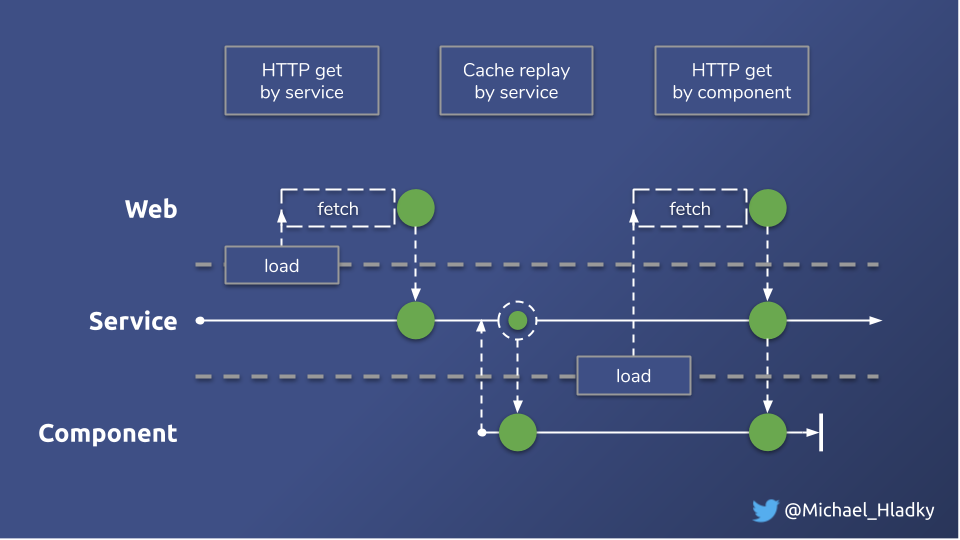 HTTP get
by service
Cache replay
by service
HTTP get
by component
Web
fetch
fetch
load
Service
load
Component
@Michael_Hladky